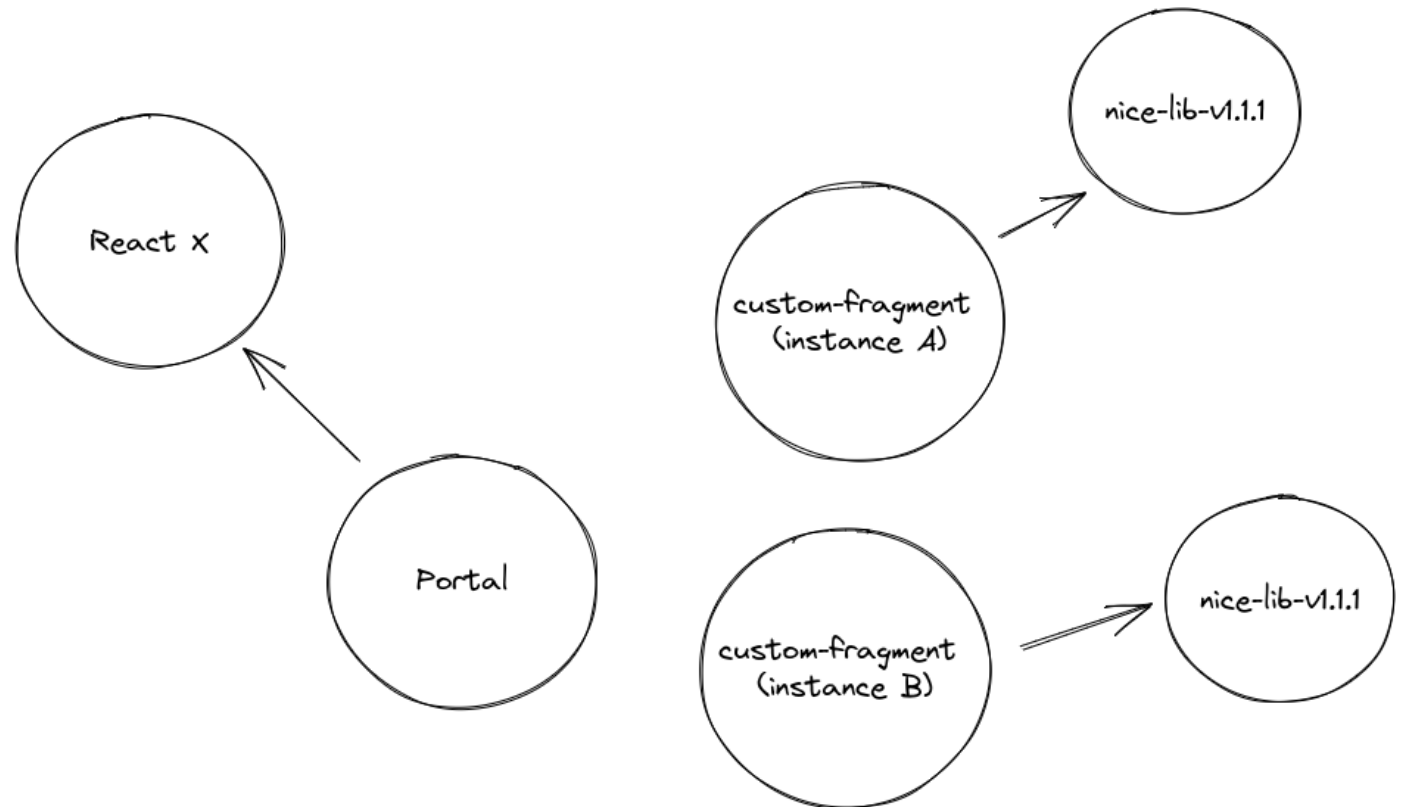 nice-lib-v1.1.1
React X
custom-fragment
(instance A)
Portal
nice-lib-v1.1.1
custom-fragment
(instance B)